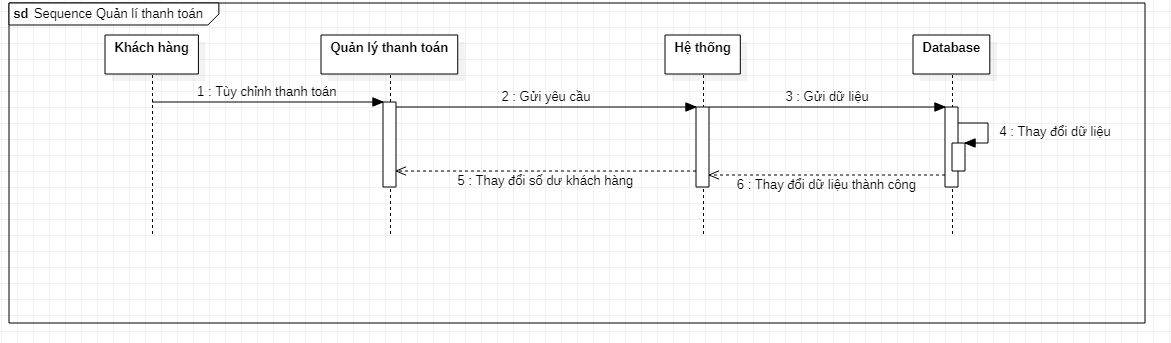 sd Sequence Quản lí thanh toán
Khách hàng
Quản lý thanh toán
Hệ thống
Database
1 : Tùy chỉnh thanh toán
2 : Gửi yêu cầu
3 : Gửi dữ liệu
4 : Thay đổi dữ liệu
5 : Thay đổi số dư khách hàng
6 : Thay đổi dữ liệu thành công